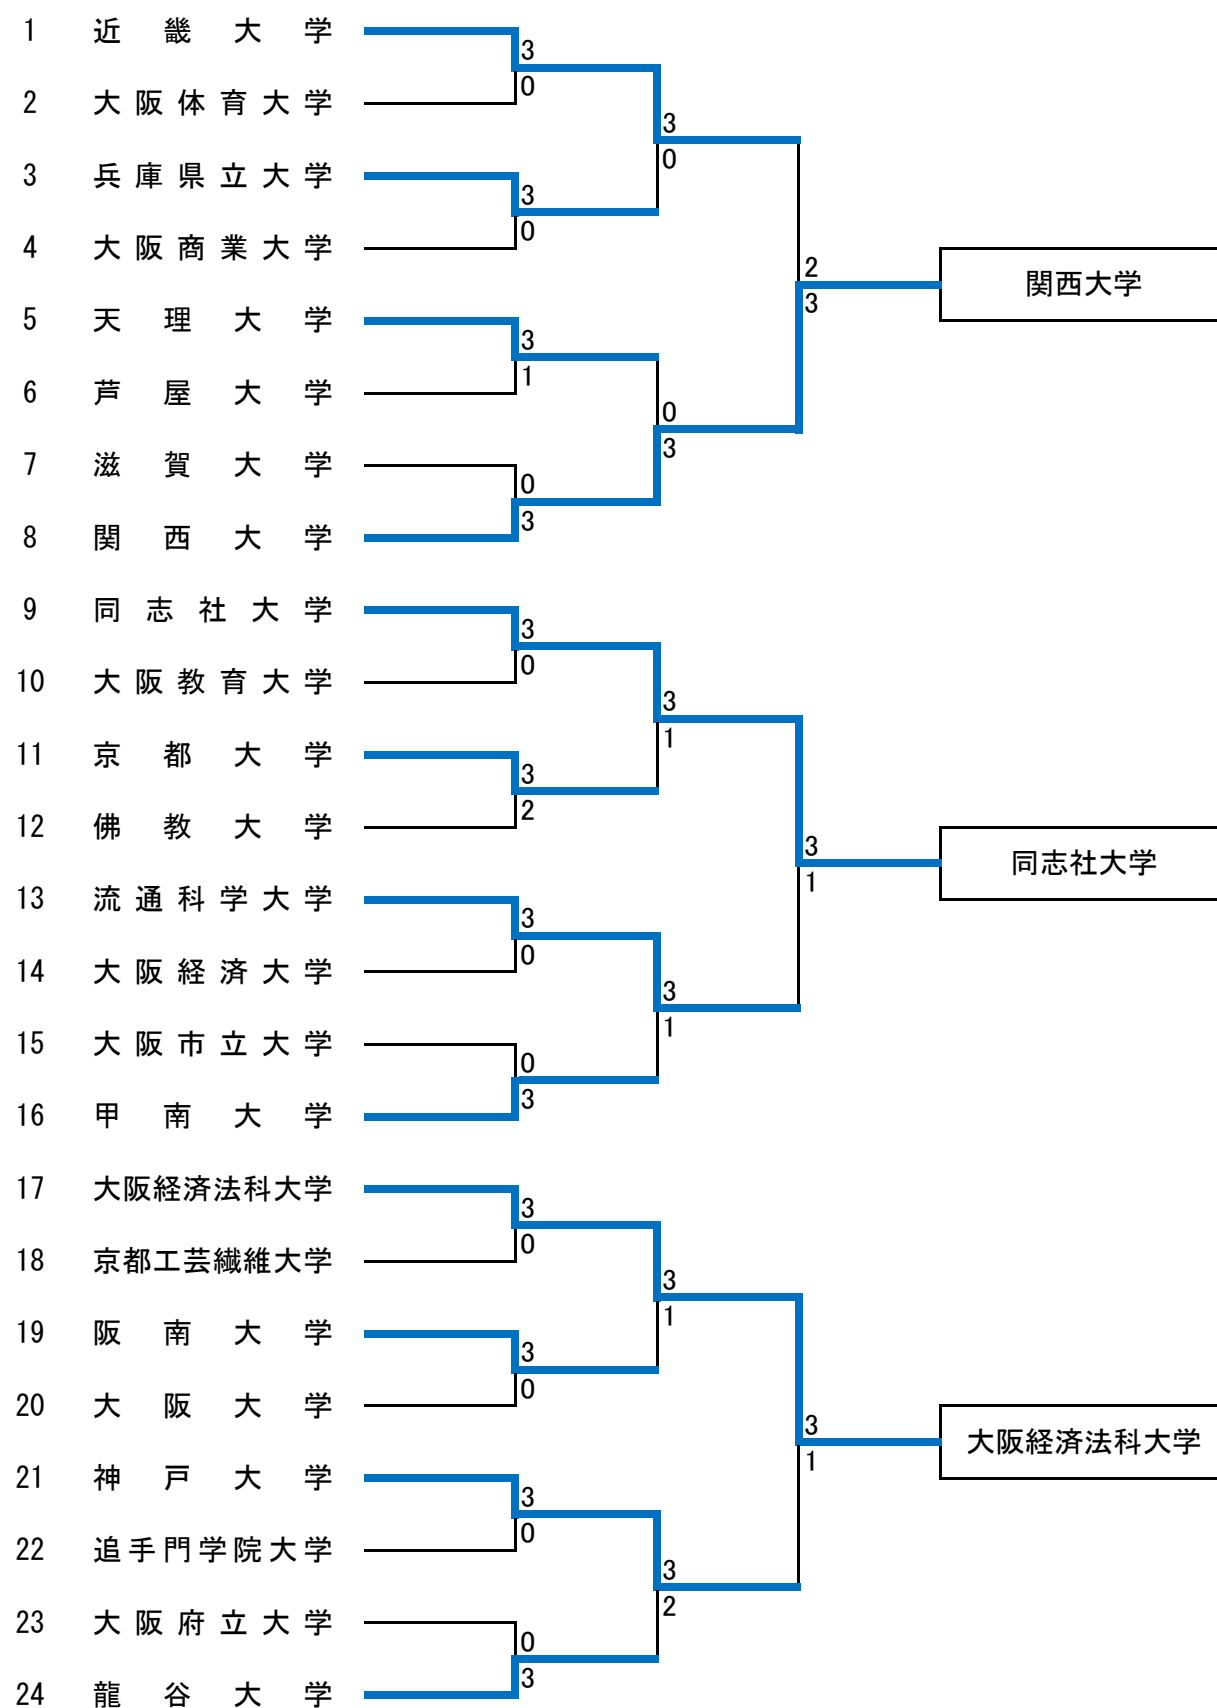 1 近畿大学
3
0
2 大阪体育大学
3
0
3 兵庫県立大学
3
0
4 大阪商業大学
2
3
関西大学
5 天理大学
3
1
6 芦屋大学
0
3
7 滋賀大学
0
3
8 関西大学
9 同志社大学
3
0
10 大阪教育大学
3
1
11 京都大学
3
2
12 佛教大学
3
1
同志社大学
13 流通科学大学
3
0
14 大阪経済大学
3
1
15 大阪市立大学
0
3
16 甲南大学
17 大阪経済法科大学
3
0
18 京都工芸繊維大学
3
1
19 阪南大学
3
0
20 大阪大学
3
1
大阪経済法科大学
21 神戸大学
3
0
22 追手門学院大学
3
2
23 大阪府立大学
0
3
24 龍谷大学